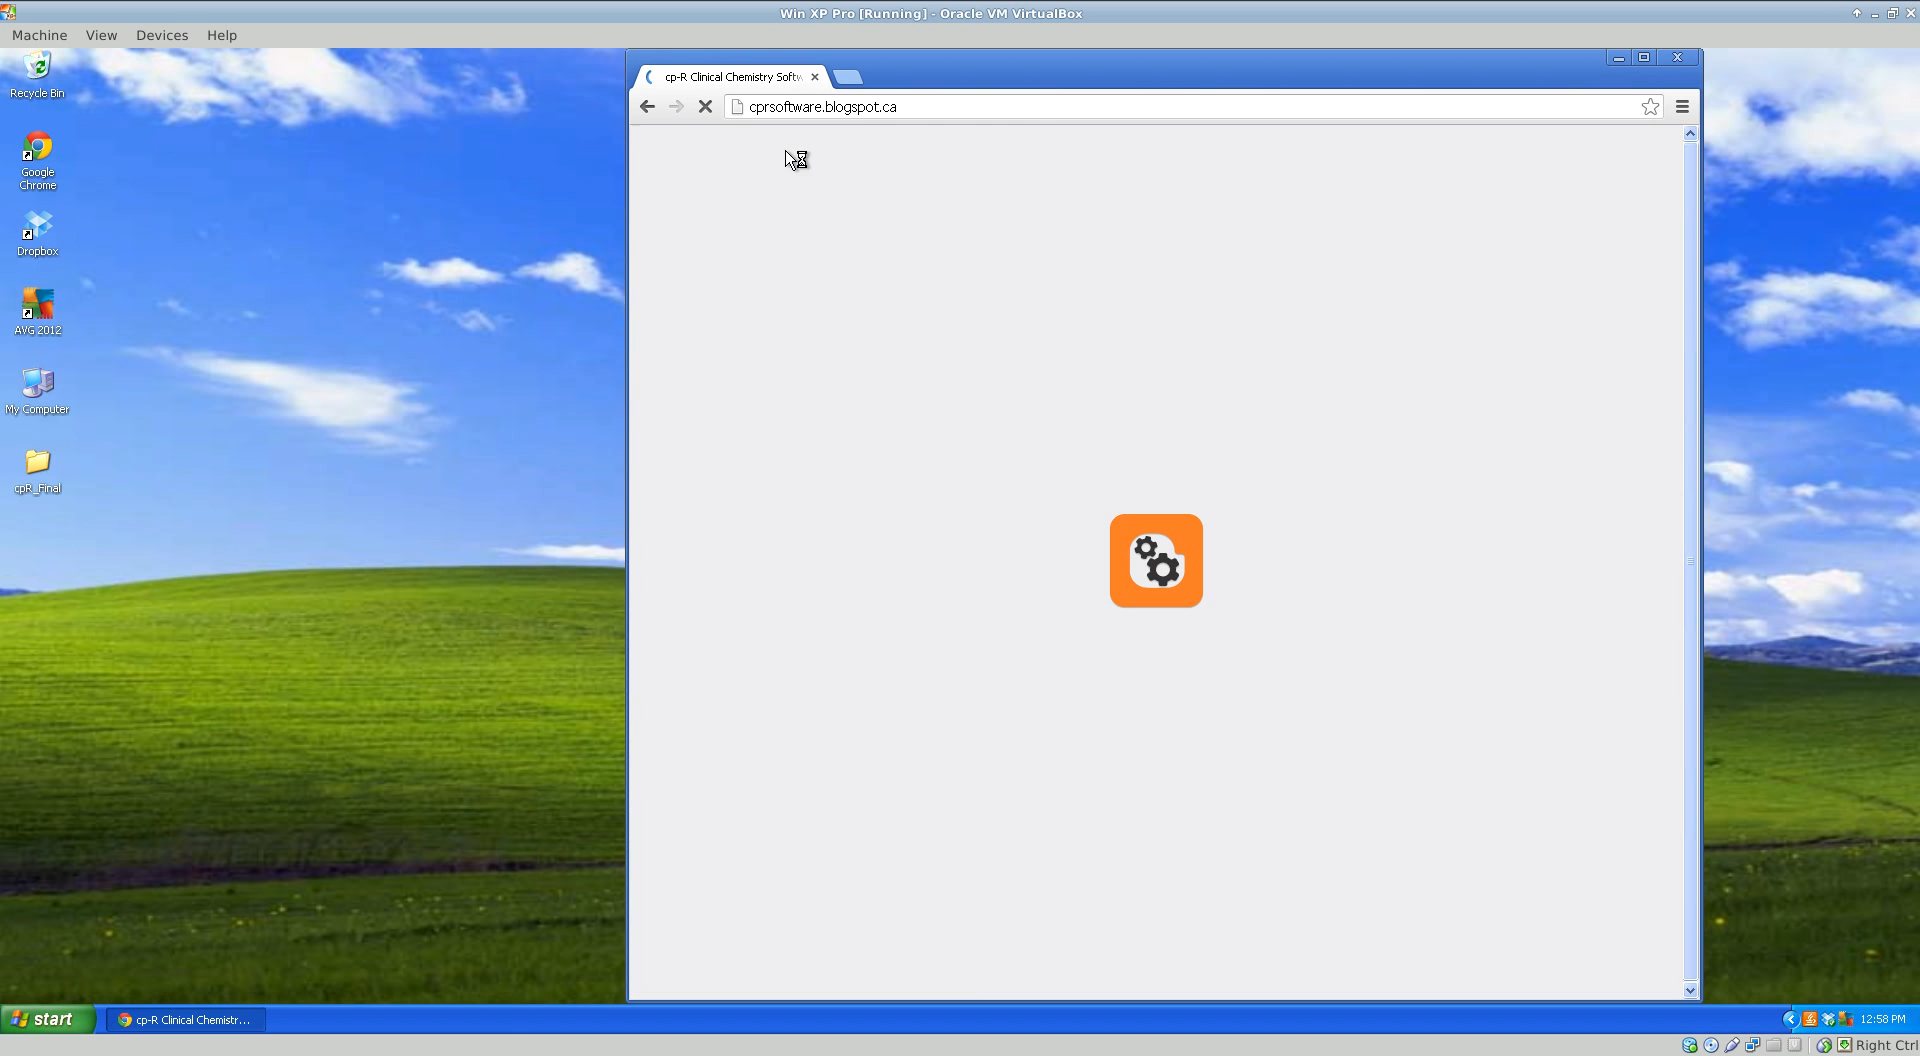 Win XP Pro [Running] - Oracle VM VirtualBox
Machine View Devices Help
Recycle Bin
Google Chrome
Dropbox
AVG 2012
My Computer
cpR_Final
cp-R Clinical Chemistry Softw
cprsoftware.blogspot.ca
start
cp-R Clinical Chemistr...
12:58 PM
Right Ctrl